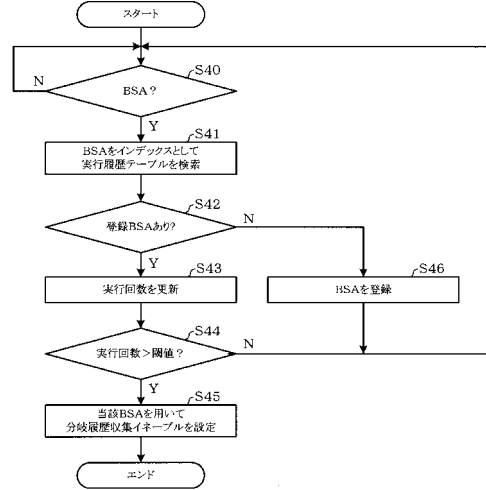 スタート
S40
BSA?
N
Y
S41
BSAをインデックスとして
実行履歴テーブルを検索
S42
登録BSAあり?
N
Y
S43
実行回数を更新
S46
BSAを登録
S44
実行回数>閾値?
N
Y
S45
当該BSAを用いて
分岐履歴収集イネーブルを設定
エンド